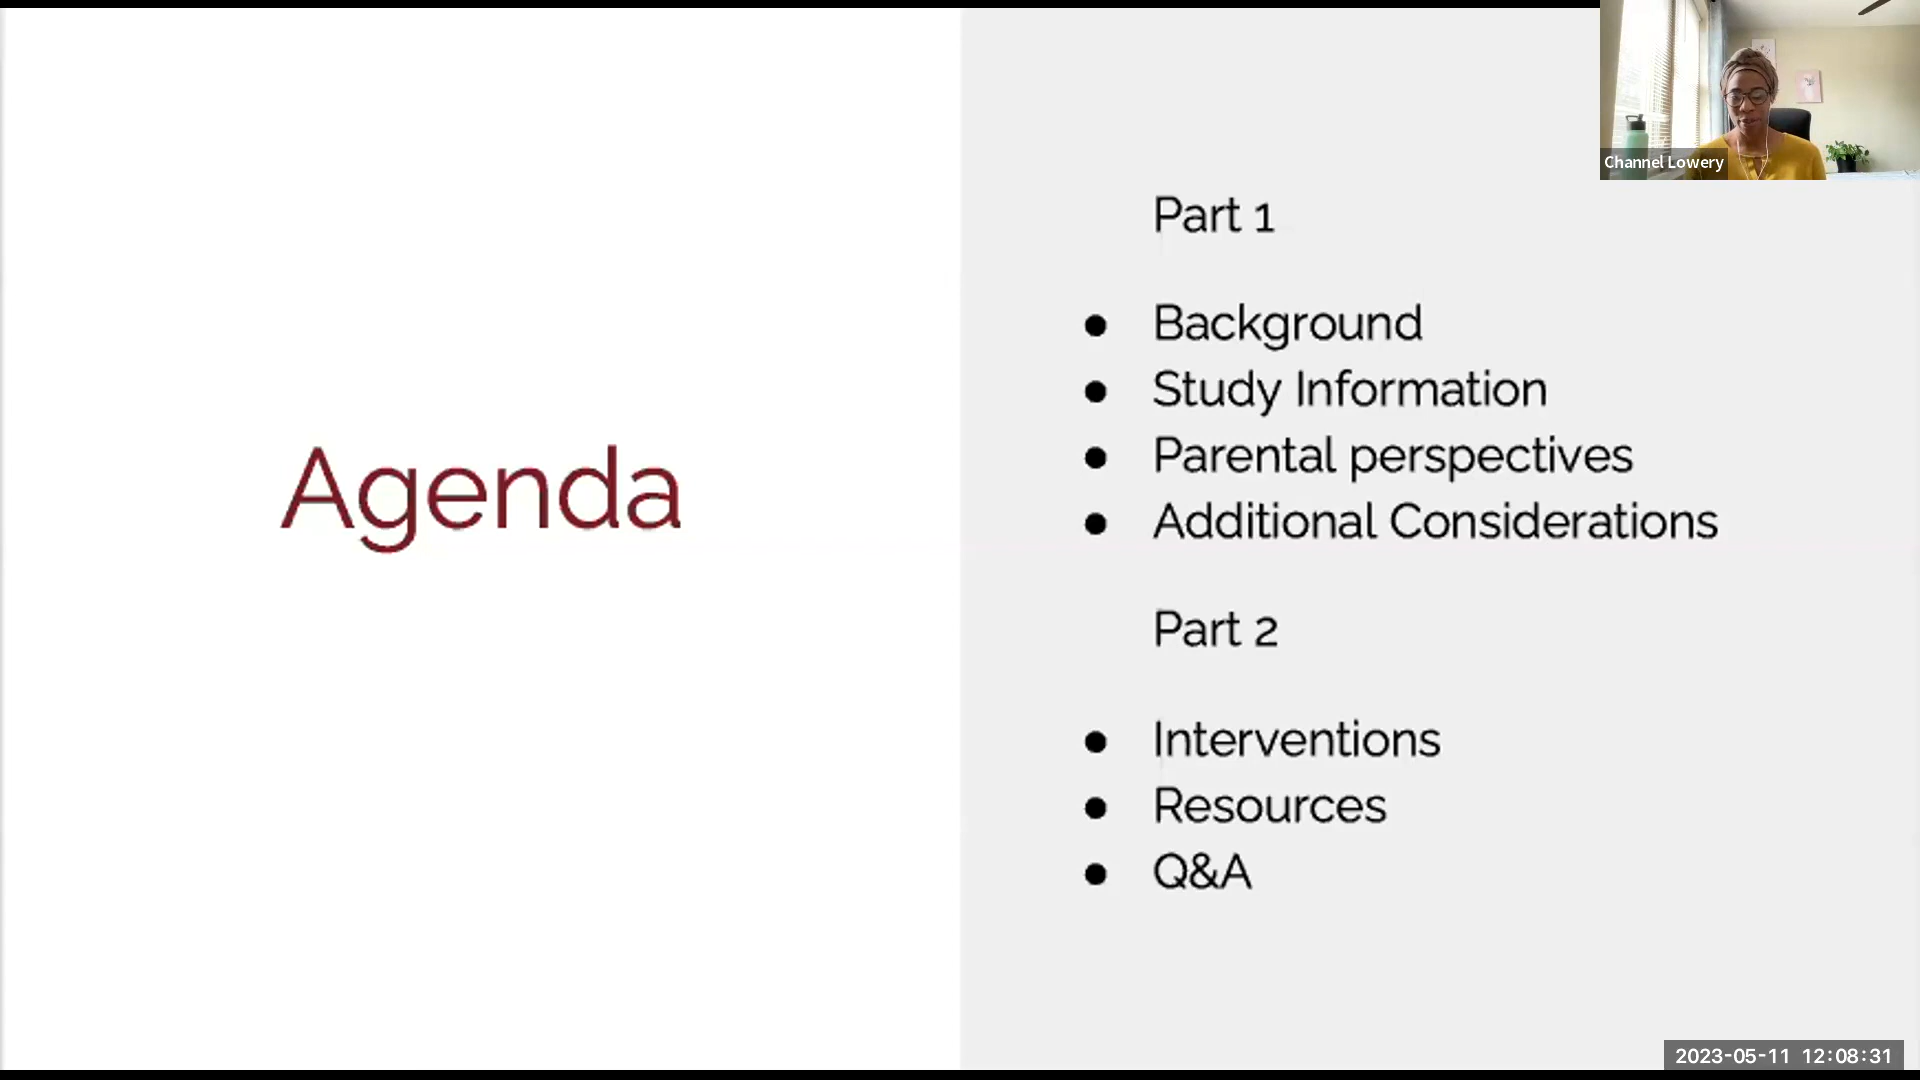 Agenda
Part 1
● Background
● Study Information
● Parental perspectives
● Additional Considerations
Part 2
● Interventions
● Resources
● Q&A
Channel Lowery
2023-05-11 12:08:31